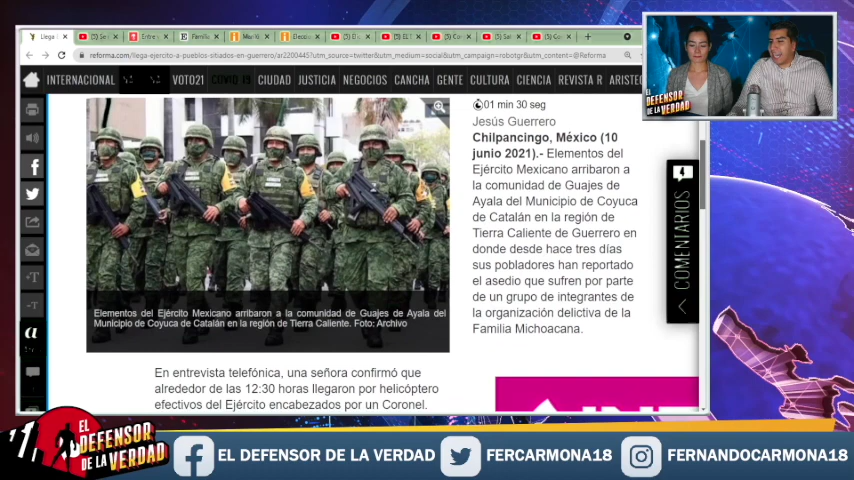 Llega
reforma.com/llega-ejercito-a-pueblos-sitiados-en-guerrero/ar2200445?utm_source=twitter&utm_medium=social&utm_campaign=robotgr&utm_content=@Reforma
INTERNACIONAL VOTO21 COVID 19 CIUDAD JUSTICIA NEGOCIOS CANCHA GENTE CULTURA CIENCIA REVISTA R ARISTE
01 min 30 seg
Jesús Guerrero
Chilpancingo, México (10
junio 2021).- Elementos del
Ejército Mexicano arribaron a
la comunidad de Guajes de
Ayala del Municipio de Coyuca
de Catalán en la región de
Tierra Caliente de Guerrero en
donde desde hace tres días
sus pobladores han reportado
el asedio que sufren por parte
de un grupo de integrantes de
la organización delictiva de la
Familia Michoacana.
4
COMENTARIOS
+T
-T
a
Elementos del Ejército Mexicano arribaron a la comunidad de Guajes de Ayala del
Municipio de Coyuca de Catalán en la región de Tierra Caliente. Foto: Archivo
En entrevista telefónica, una señora confirmó que
alrededor de las 12:30 horas llegaron por helicóptero
efectivos del Ejército encabezados por un Coronel.
EL
DEFENSOR
DE LA VERDAD
EL
DEFENSOR
DE LA VERDAD
EL DEFENSOR DE LA VERDAD
FERCARMONA18
FERNANDOCARMONA18